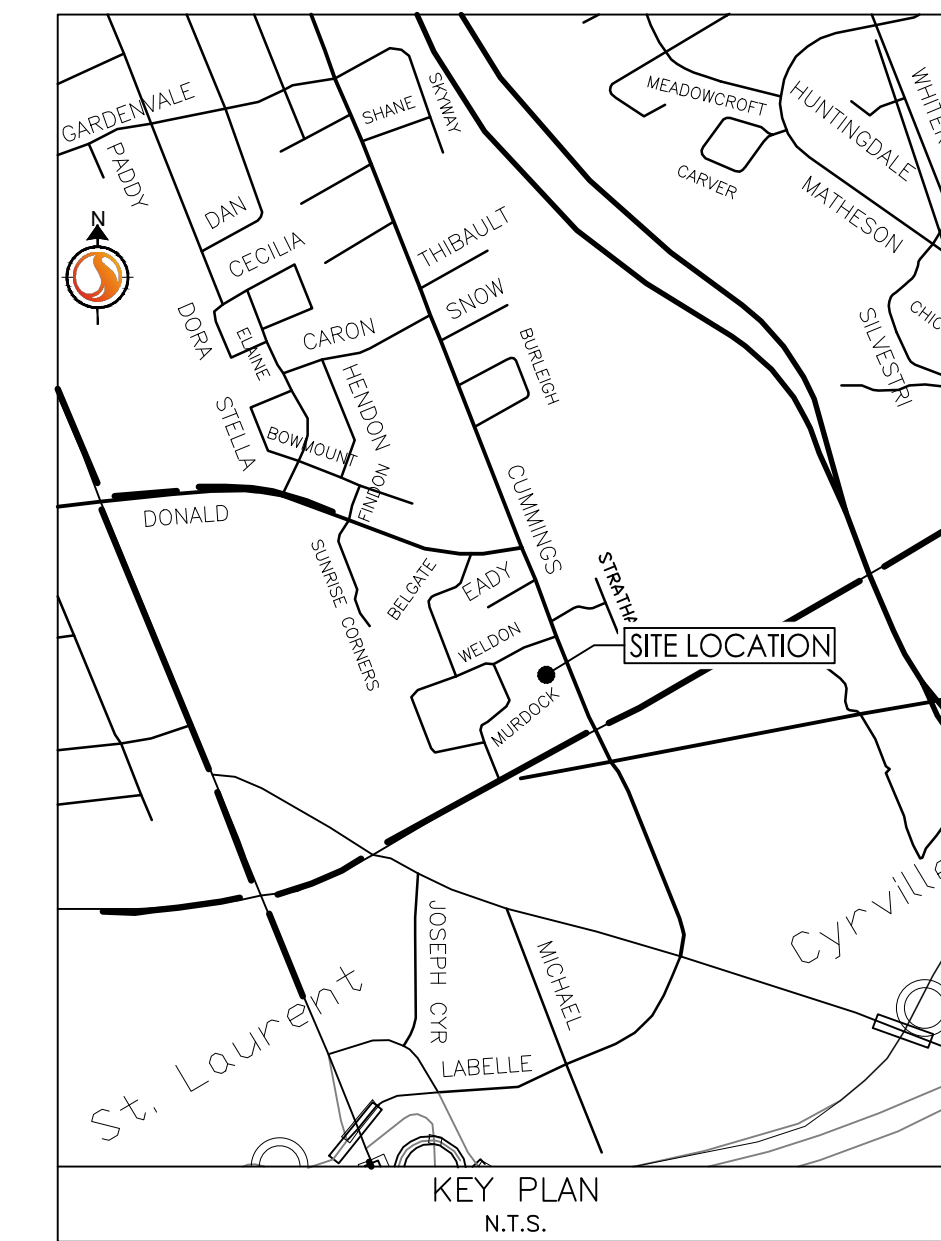 GARDENVALE
PADDY
SHANE
SKYWAY
MEADOWCROFT
HUNTINGDALE
CARVER
MATHESON
N
DAN
CECILIA
THIBAULT
SNOW
DORA
ELAINE
CARON
BURLEIGH
SILVESTRI
STELLA
HENDON
BOWMOUNT
FINDON
CUMMINGS
DONALD
SUNRISE CORNERS
BELGATE
EADY
WELDON
SITE LOCATION
MURDOCK
JOSEPH CYR
MICHAEL
Cyrville
St. Laurent
LABELLE
KEY PLAN
N.T.S.